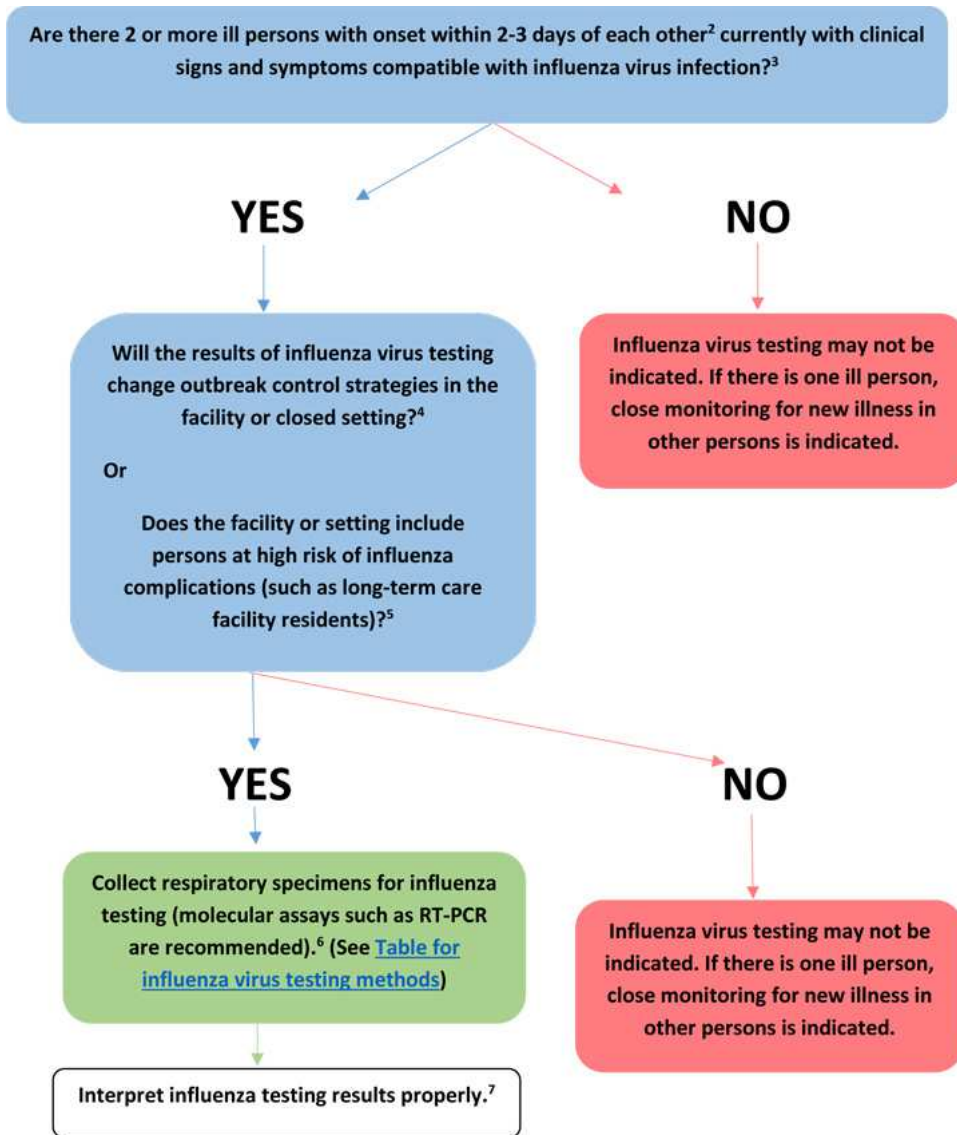 Are there 2 or more ill persons with onset within 2-3 days of each other² currently with clinical
signs and symptoms compatible with influenza virus infection?³
YES
NO
Will the results of influenza virus testing
change outbreak control strategies in the
facility or closed setting?⁴
Or
Does the facility or setting include
persons at high risk of influenza
complications (such as long-term care
facility residents)?⁵
Influenza virus testing may not be
indicated. If there is one ill person,
close monitoring for new illness in
other persons is indicated.
YES
NO
Collect respiratory specimens for influenza
testing (molecular assays such as RT-PCR
are recommended).⁶ (See Table for
influenza virus testing methods)
Influenza virus testing may not be
indicated. If there is one ill person,
close monitoring for new illness in
other persons is indicated.
Interpret influenza testing results properly.⁷